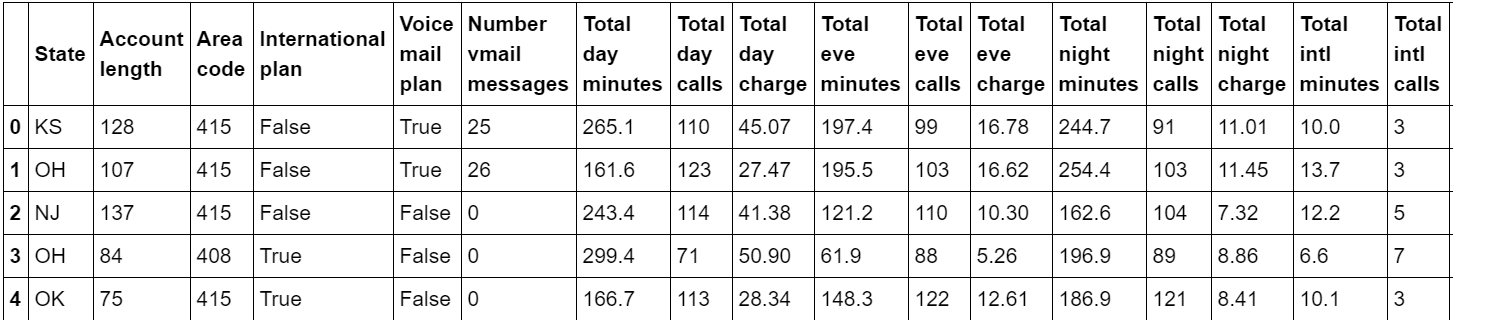 State Account length Area code International plan Voice mail plan Number vmail messages Total day minutes Total day calls Total day charge Total eve minutes Total eve calls Total eve charge Total night minutes Total night calls Total night charge Total intl minutes Total intl calls
0 KS 128 415 False True 25 265.1 110 45.07 197.4 99 16.78 244.7 91 11.01 10.0 3
1 OH 107 415 False True 26 161.6 123 27.47 195.5 103 16.62 254.4 103 11.45 13.7 3
2 NJ 137 415 False False 0 243.4 114 41.38 121.2 110 10.30 162.6 104 7.32 12.2 5
3 OH 84 408 True False 0 299.4 71 50.90 61.9 88 5.26 196.9 89 8.86 6.6 7
4 OK 75 415 True False 0 166.7 113 28.34 148.3 122 12.61 186.9 121 8.41 10.1 3